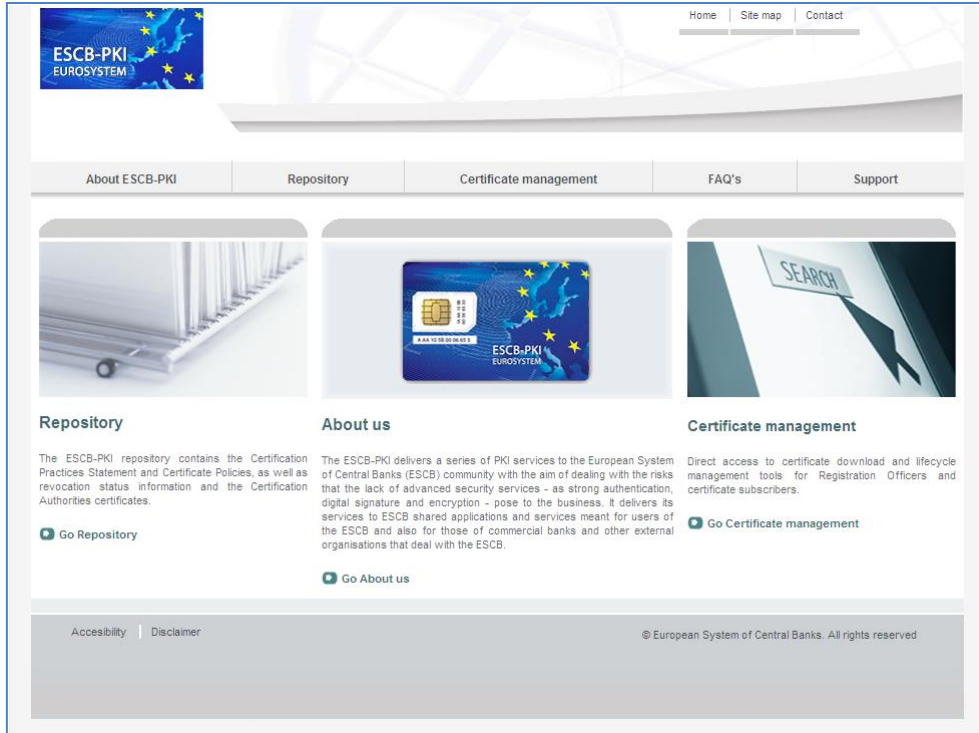 ESCB-PKI
EUROSYSTEM
Home
Site map
Contact
About ESCB-PKI
Repository
Certificate management
FAQ's
Support
SEARCH
ESCB-PKI
EUROSYSTEM
Repository
The ESCB-PKI repository contains the Certification
Practices Statement and Certificate Policies, as well as
revocation status information and the Certification
Authorities certificates.
Go Repository
About us
The ESCB-PKI delivers a series of PKI services to the European System
of Central Banks (ESCB) community with the aim of dealing with the risks
that the lack of advanced security services - as strong authentication,
digital signature and encryption - pose to the business. It delivers its
services to ESCB shared applications and services meant for users of
the ESCB and also for those of commercial banks and other external
organisations that deal with the ESCB.
Go About us
Certificate management
Direct access to certificate download and lifecycle
management tools for Registration Officers and
certificate subscribers.
Go Certificate management
Accesibility
Disclaimer
© European System of Central Banks. All rights reserved